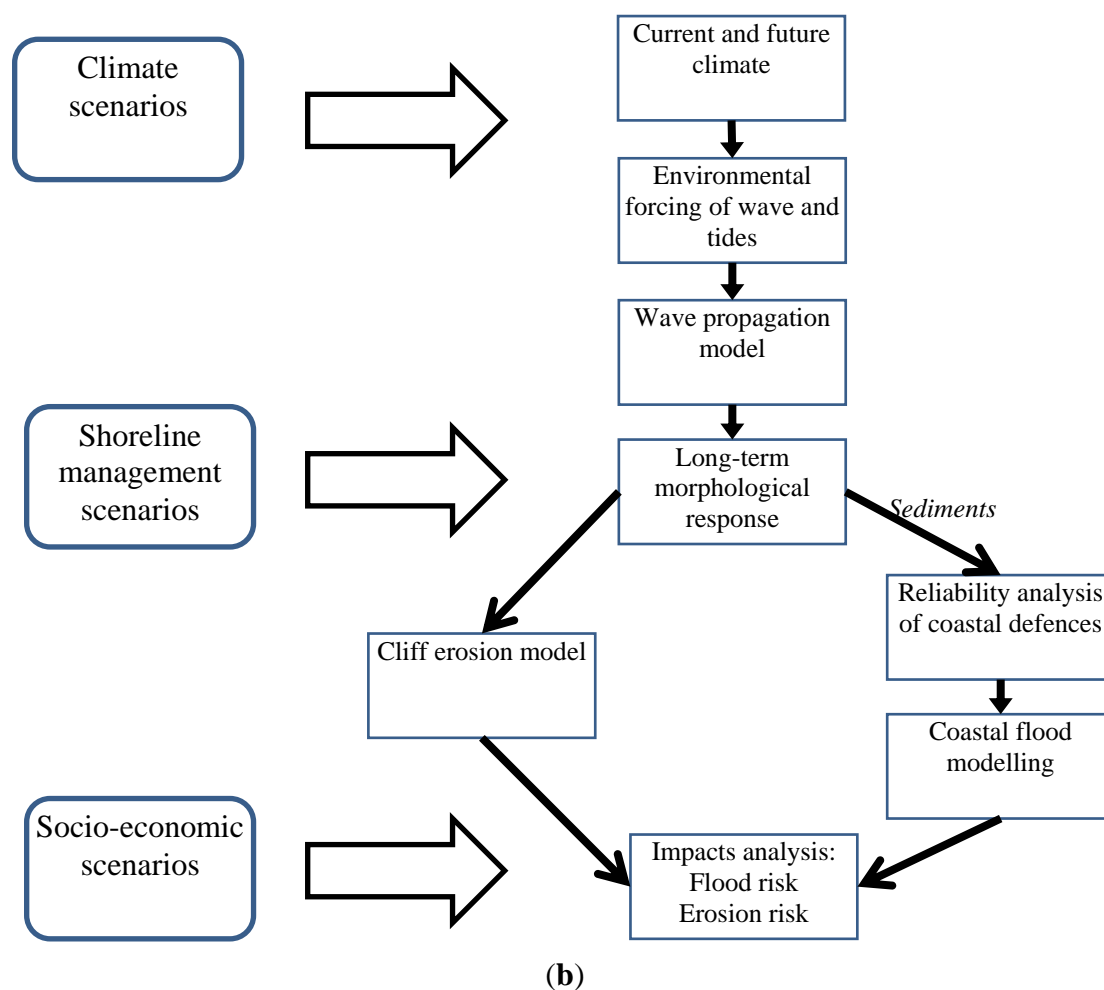 Climate
scenarios
Current and future
climate
Environmental
forcing of wave and
tides
Wave propagation
model
Shoreline
management
scenarios
Long-term
morphological
response
Sediments
Reliability analysis
of coastal defences
Cliff erosion model
Coastal flood
modelling
Socio-economic
scenarios
Impacts analysis:
Flood risk
Erosion risk
(b)